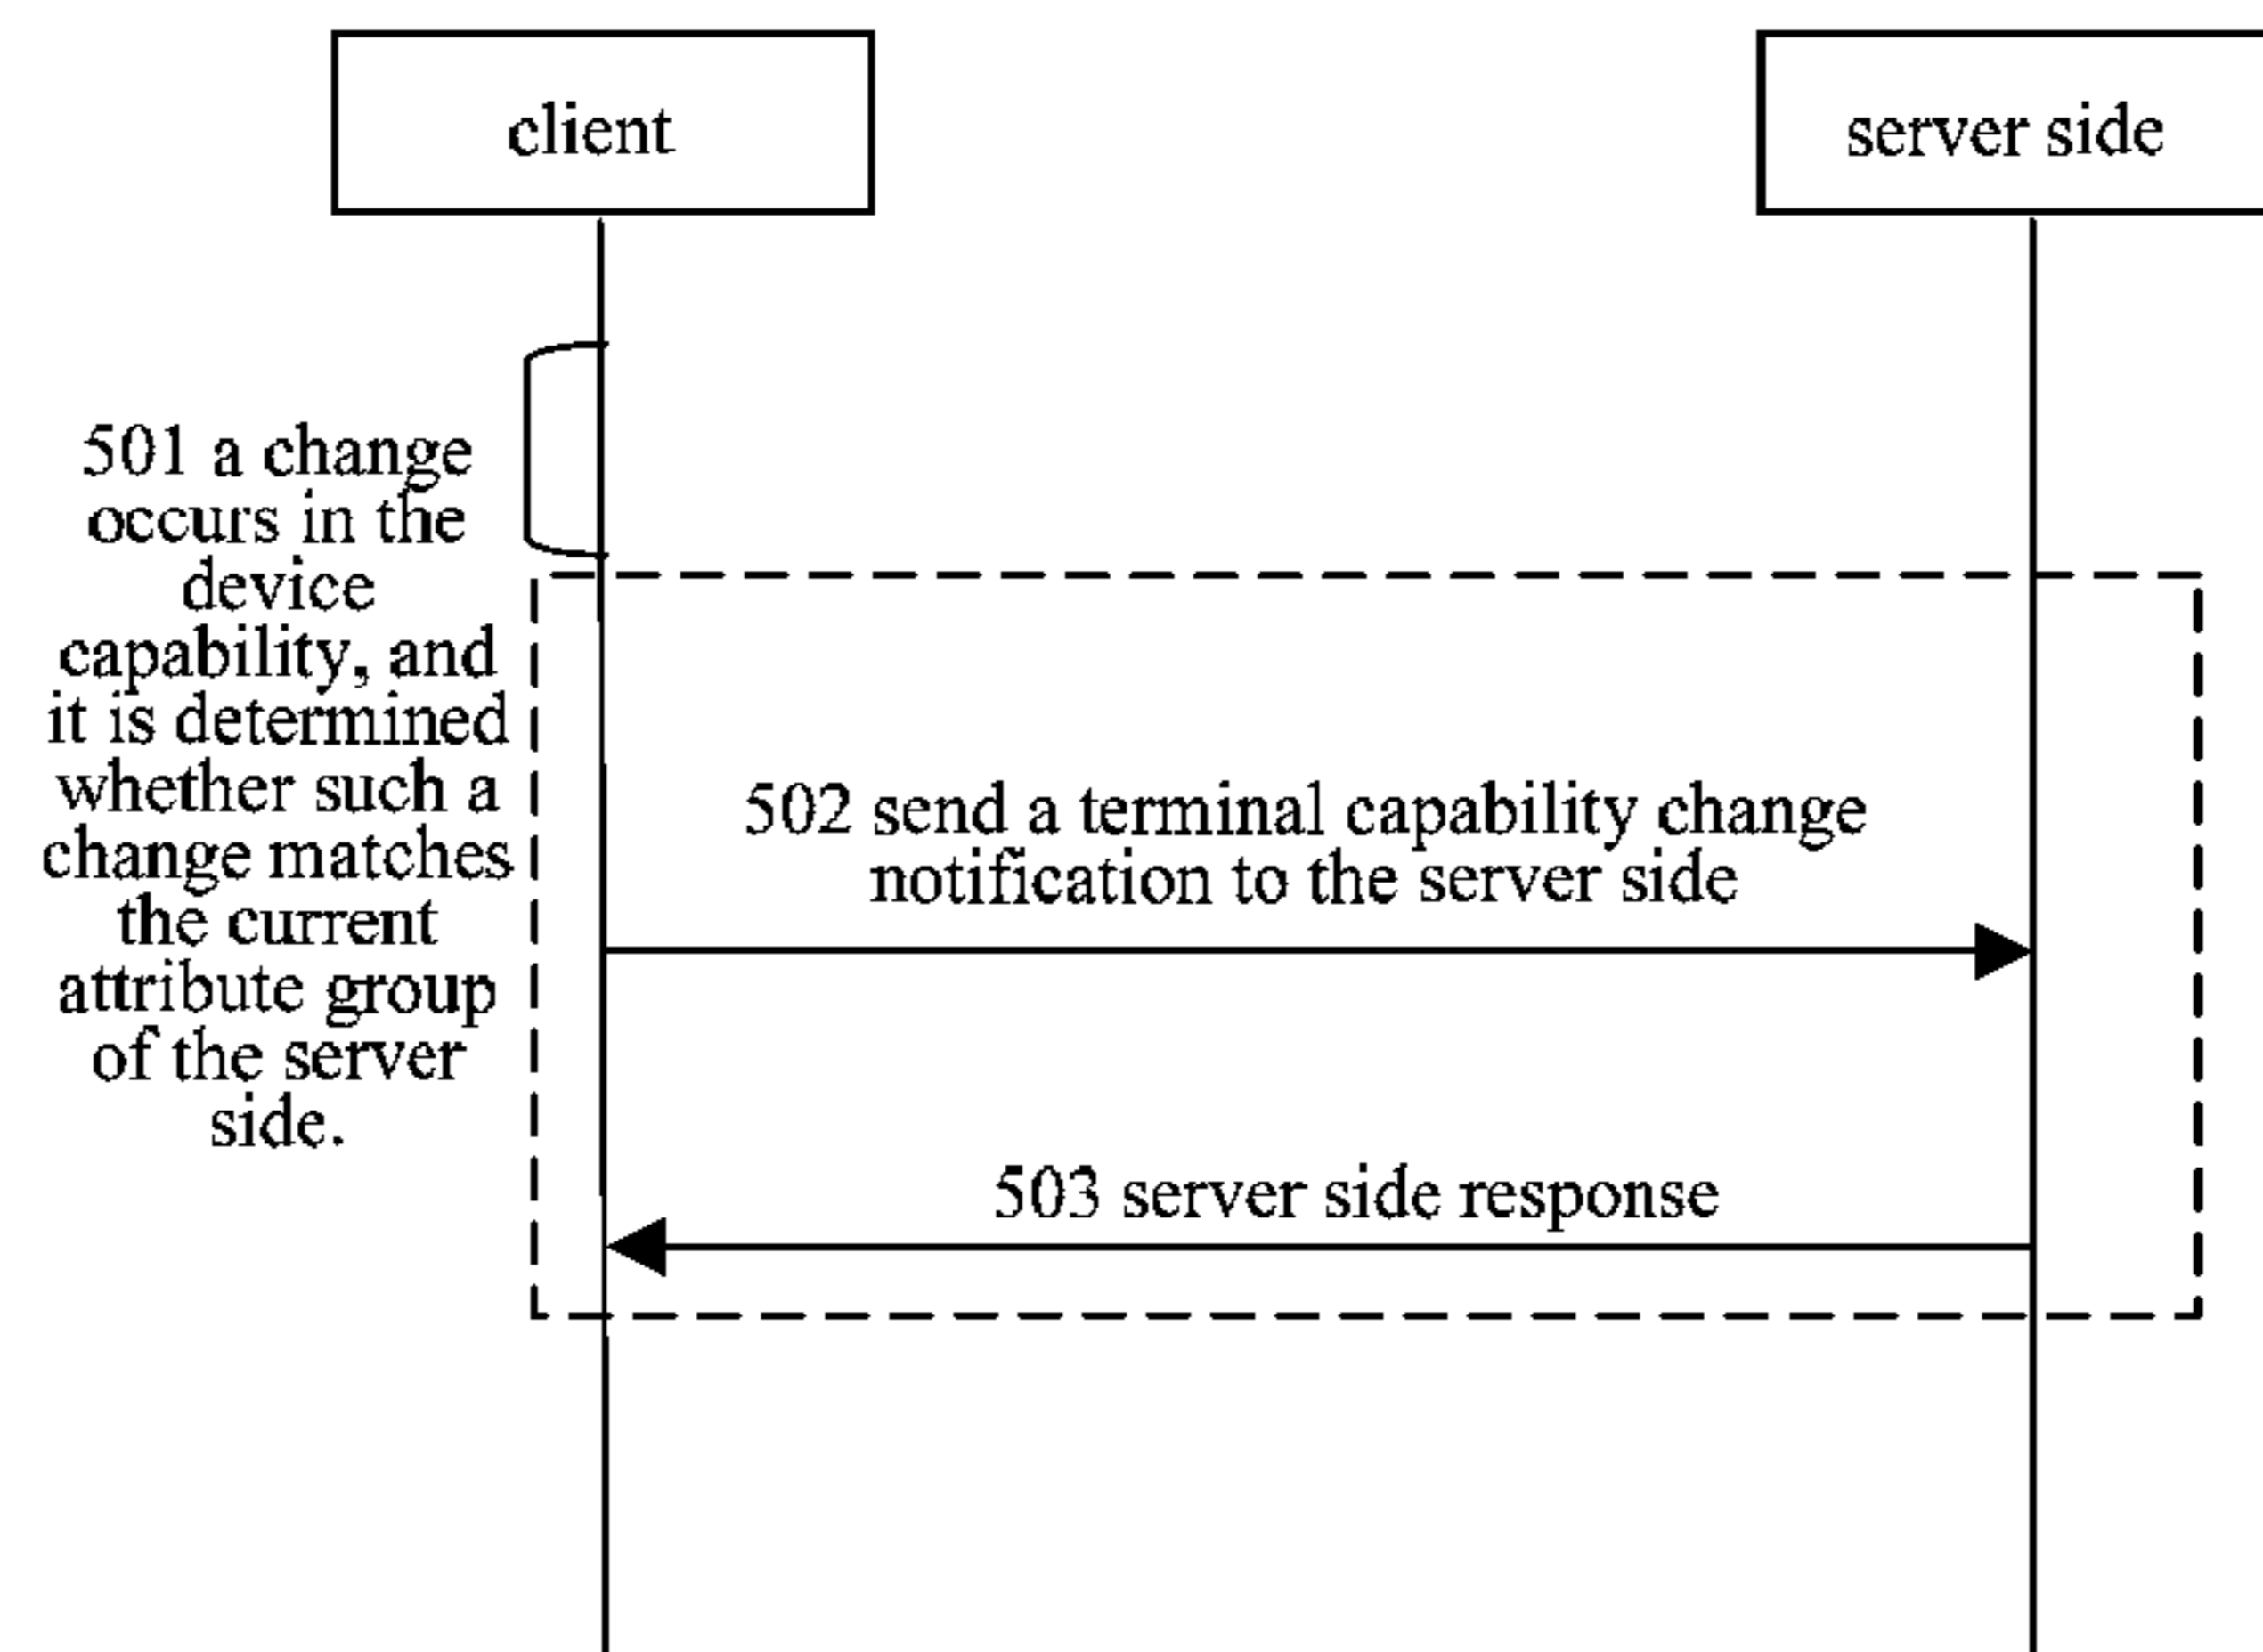 client
server side
501 a change
occurs in the
device
capability, and
it is determined
whether such a
change matches
the current
attribute group
of the server
side.
502 send a terminal capability change
notification to the server side
503 server side response